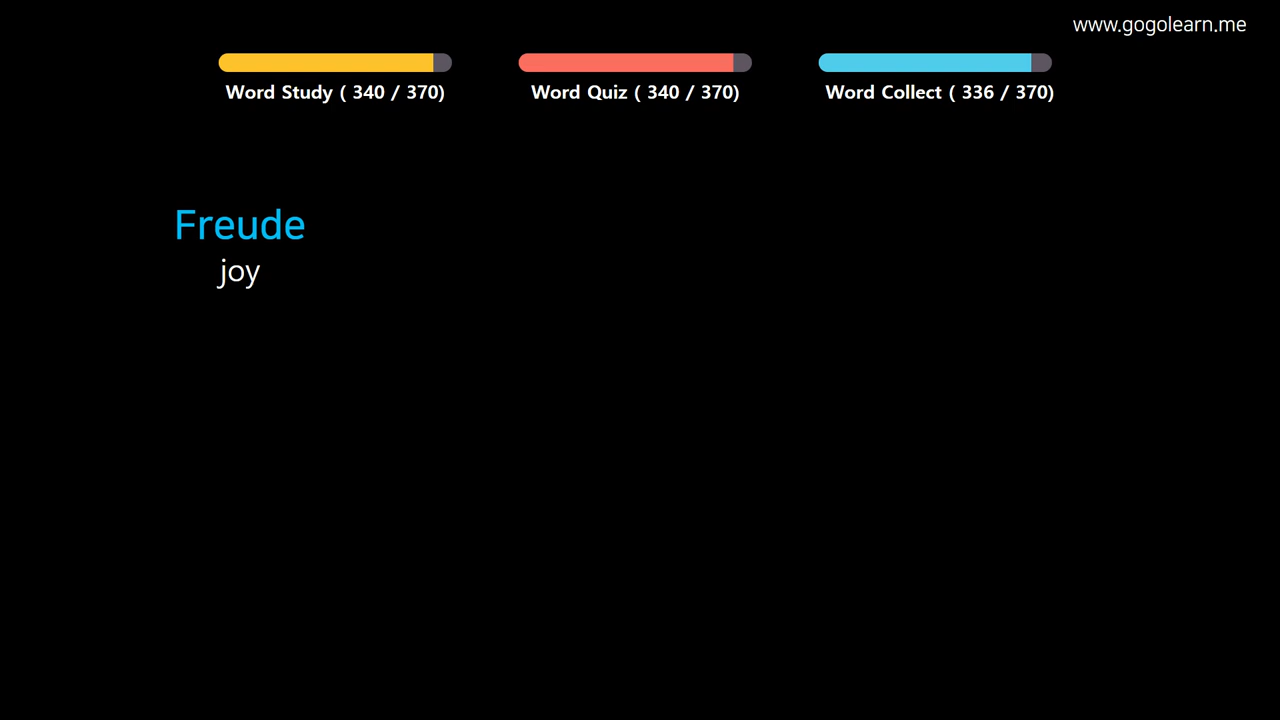 www.gogolearn.me
Word Study ( 340 / 370)
Word Quiz ( 340 / 370)
Word Collect ( 336 / 370)
Freude
joy